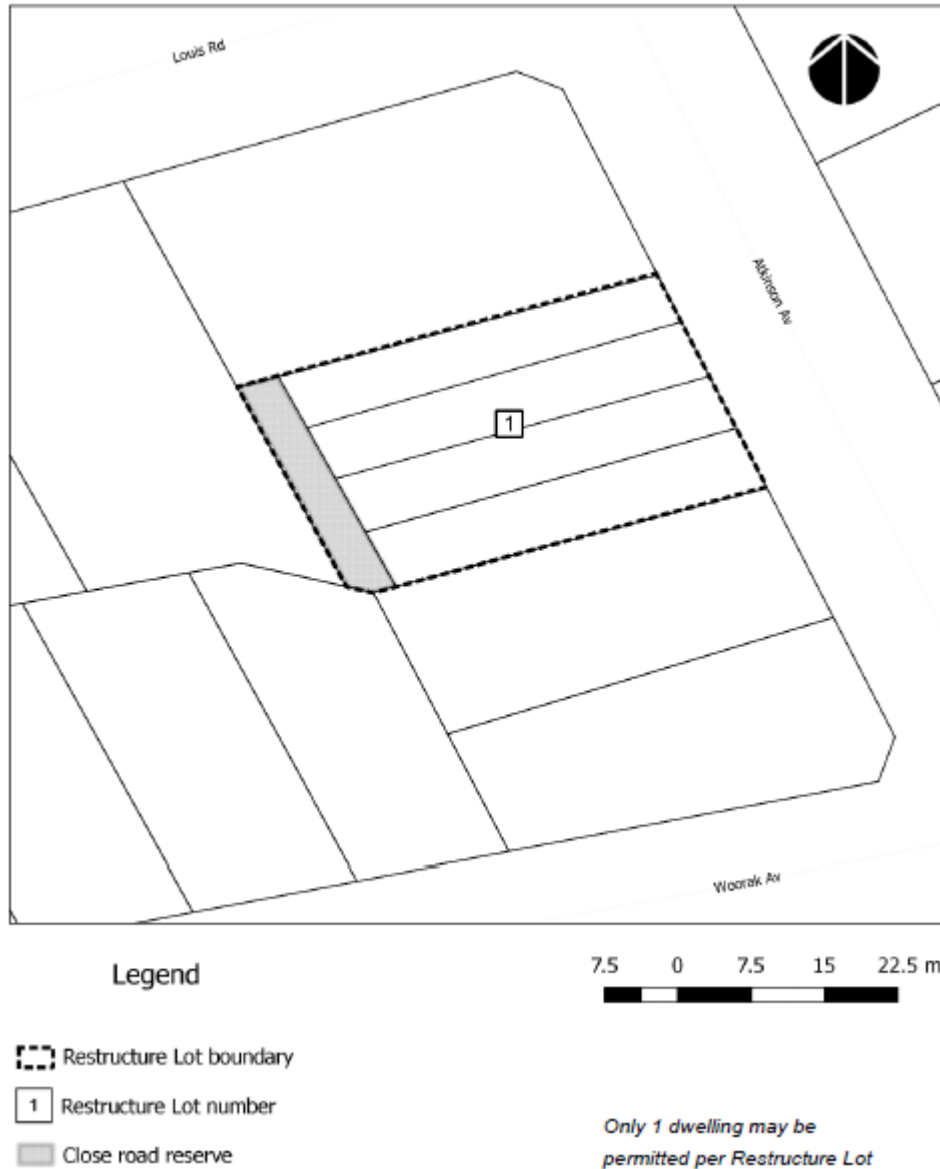 Louis Rd
Atkinson Av
1
Woorak Av
Legend
7.5 0 7.5 15 22.5 m
Restructure Lot boundary
1 Restructure Lot number
Close road reserve
Only 1 dwelling may be
permitted per Restructure Lot